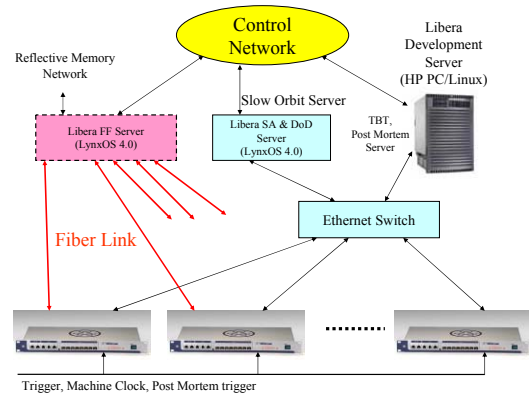 Control
Network
Libera
Development
Server
(HP PC/Linux)
Reflective Memory
Network
Slow Orbit Server
Libera FF Server
(LynxOS 4.0)
Libera SA & DoD
Server
(LynxOS 4.0)
TBT,
Post Mortem
Server
Ethernet Switch
Fiber Link
Trigger, Machine Clock, Post Mortem trigger